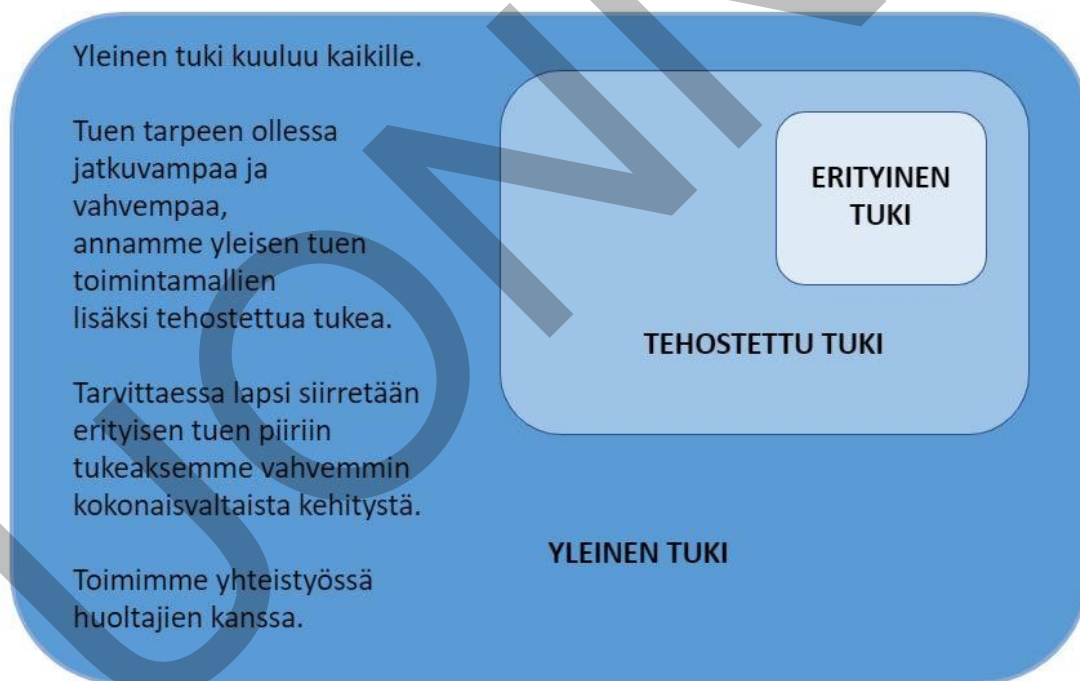 Yleinen tuki kuuluu kaikille.
Tuen tarpeen ollessa
jatkuvampaa ja
vahvempaa,
annamme yleisen tuen
toimintamallien
lisäksi tehostettua tukea.
Tarvittaessa lapsi siirretään
erityisen tuen piiriin
tukeaksemme vahvemmin
kokonaisvaltaista kehitystä.
Toimimme yhteistyössä
huoltajien kanssa.
ERITYINEN
TUKI
TEHOSTETTU TUKI
YLEINEN TUKI